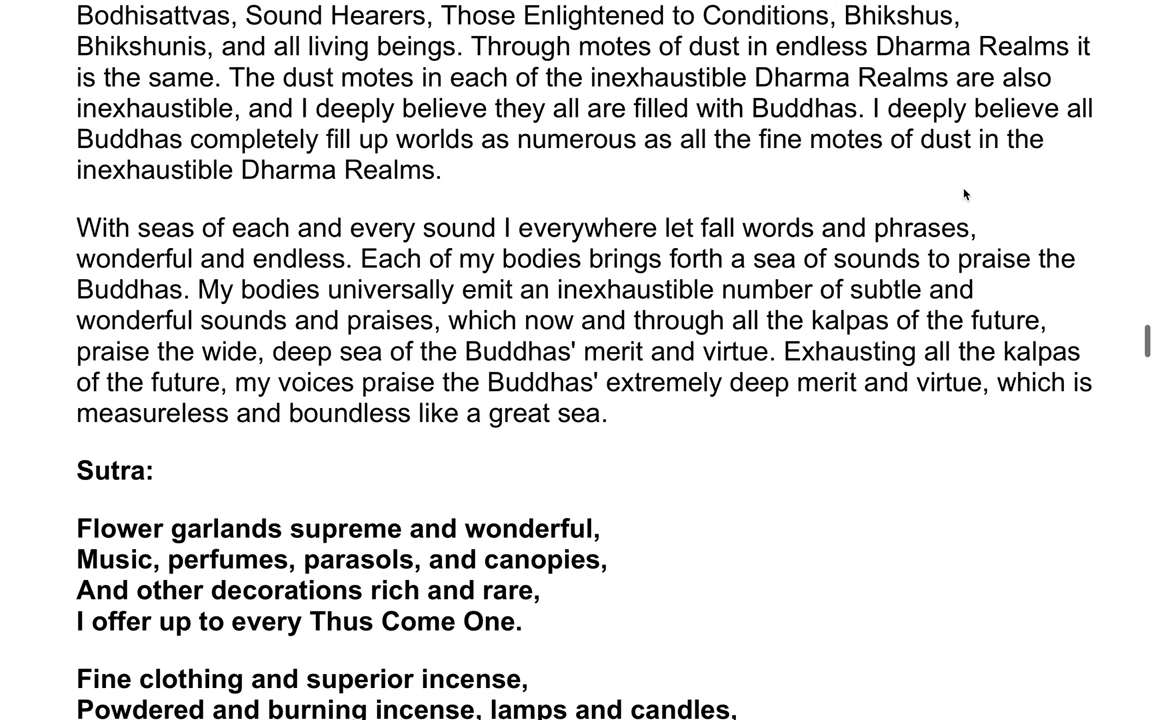 Bodhisattvas, Sound Hearers, Those Enlightened to Conditions, Bhikshus,
Bhikshunis, and all living beings. Through motes of dust in endless Dharma Realms it
is the same. The dust motes in each of the inexhaustible Dharma Realms are also
inexhaustible, and I deeply believe they all are filled with Buddhas. I deeply believe all
Buddhas completely fill up worlds as numerous as all the fine motes of dust in the
inexhaustible Dharma Realms.
With seas of each and every sound I everywhere let fall words and phrases,
wonderful and endless. Each of my bodies brings forth a sea of sounds to praise the
Buddhas. My bodies universally emit an inexhaustible number of subtle and
wonderful sounds and praises, which now and through all the kalpas of the future,
praise the wide, deep sea of the Buddhas' merit and virtue. Exhausting all the kalpas
of the future, my voices praise the Buddhas' extremely deep merit and virtue, which is
measureless and boundless like a great sea.
Sutra:
Flower garlands supreme and wonderful,
Music, perfumes, parasols, and canopies,
And other decorations rich and rare,
I offer up to every Thus Come One.
Fine clothing and superior incense,
Powdered and burning incense, lamps and candles,